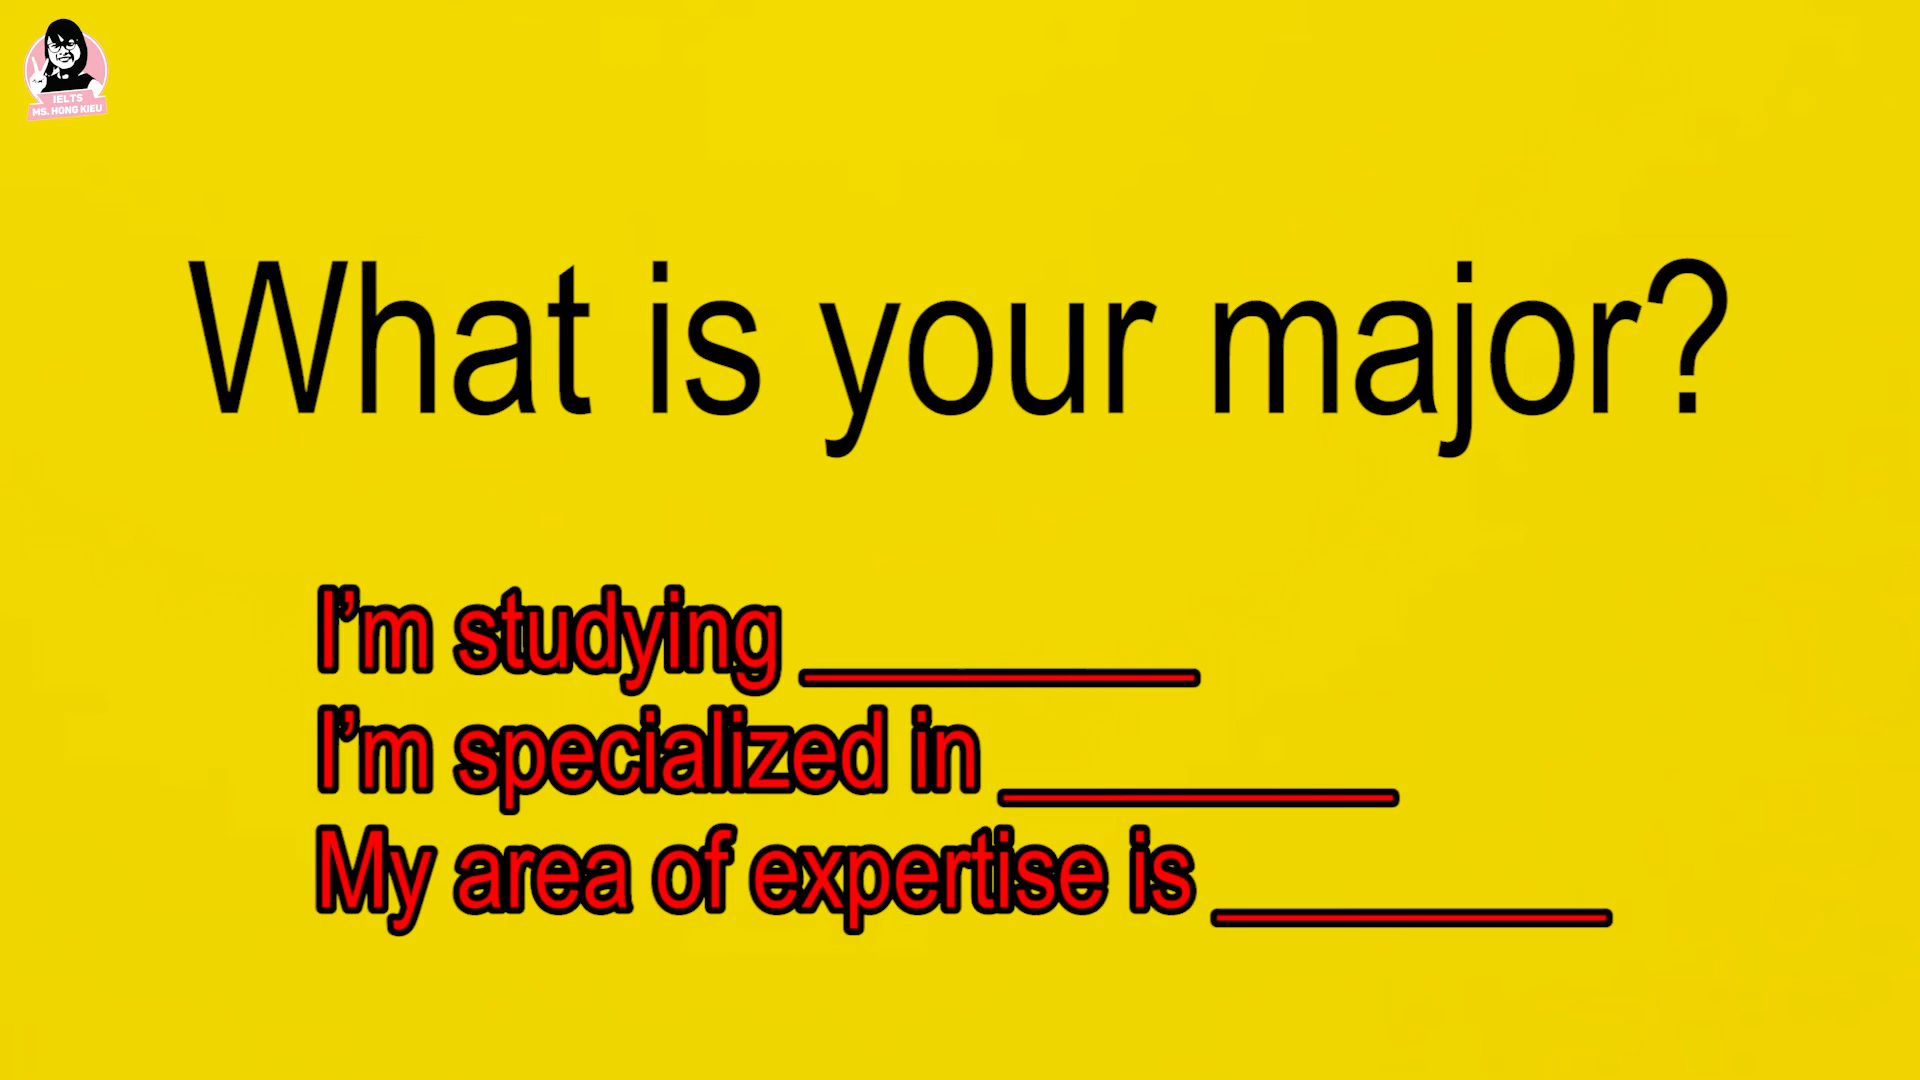 IELTS
MS. HONG KIEU
What is your major?
I’m studying ________
I’m specialized in ________
My area of expertise is ________